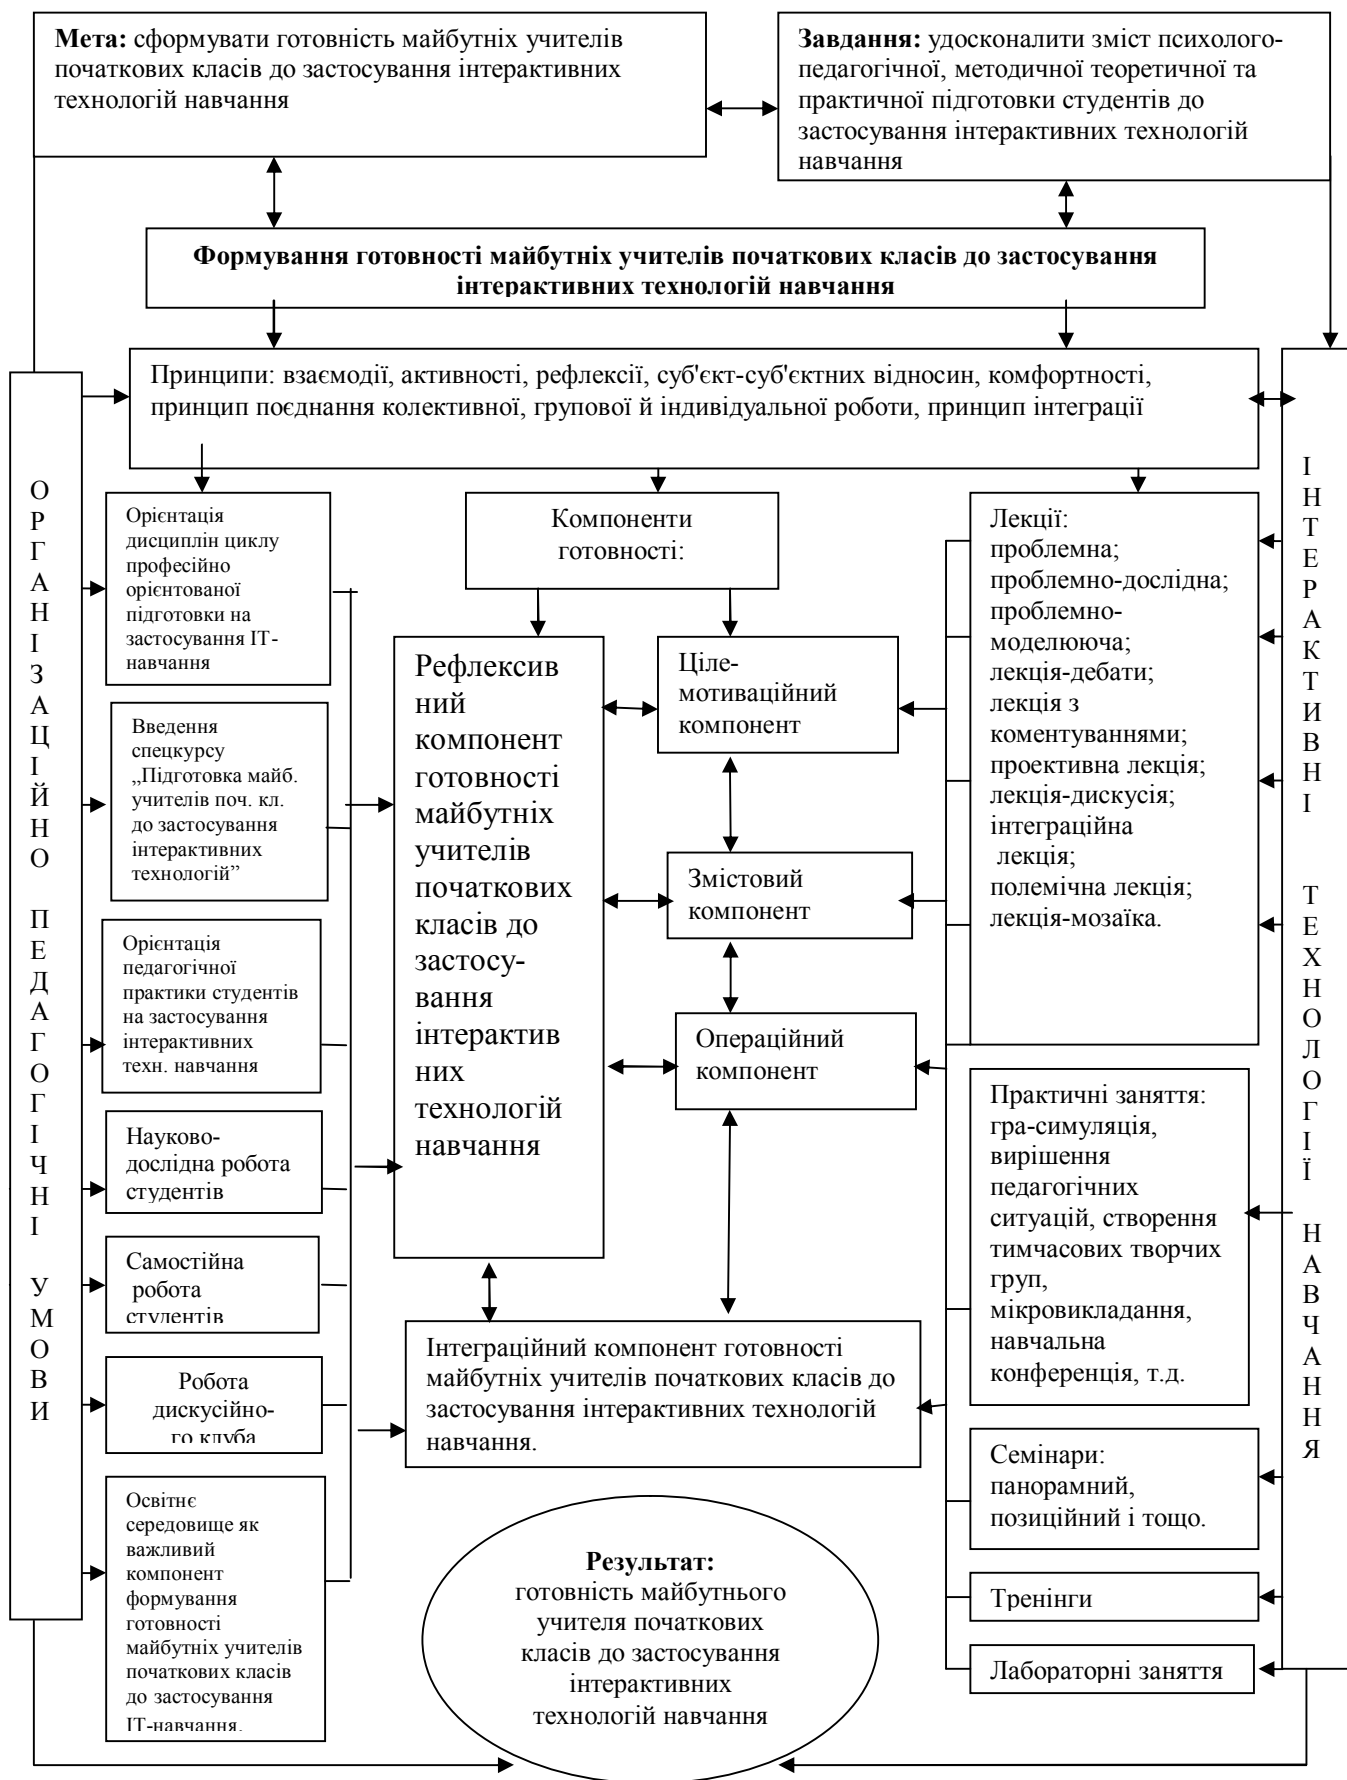 Мета: сформувати готовність майбутніх учителів
початкових класів до застосування інтерактивних
технологій навчання
Завдання: удосконалити зміст психолого-
педагогічної, методичної теоретичної та
практичної підготовки студентів до
застосування інтерактивних технологій
навчання
Формування готовності майбутніх учителів початкових класів до застосування
інтерактивних технологій навчання
Принципи: взаємодії, активності, рефлексії, суб'єкт-суб'єктних відносин, комфортності,
принцип поєднання колективної, групової й індивідуальної роботи, принцип інтеграції
ОРГАНІЗАЦІЙНО ПЕДАГОГІЧНІ УМОВИ
Орієнтація
дисциплін циклу
професійно
орієнтованої
підготовки на
застосування ІТ-
навчання
Введення
спецкурсу
„Підготовка майб.
учителів поч. кл.
до застосування
інтерактивних
технологій”
Орієнтація
педагогічної
практики студентів
на застосування
інтерактивних
техн. навчання
Науково-
дослідна робота
студентів
Самостійна
робота
студентів
Робота
дискусійно-
го клуба
Освітнє
середовище як
важливий
компонент
формування
готовності
майбутніх учителів
початкових класів
до застосування
ІТ-навчання.
Компоненти
готовності:
Рефлексив
ний
компонент
готовності
майбутніх
учителів
початкових
класів до
застосу-
вання
інтерактив
них
технологій
навчання
Ціле-
мотиваційний
компонент
Змістовий
компонент
Операційний
компонент
Інтеграційний компонент готовності
майбутніх учителів початкових класів до
застосування інтерактивних технологій
навчання.
Результат:
готовність майбутнього
учителя початкових
класів до застосування
інтерактивних
технологій навчання
Лекції:
проблемна;
проблемно-дослідна;
проблемно-
моделююча;
лекція-дебати;
лекція з
коментуваннями;
проективна лекція;
лекція-дискусія;
інтеграційна
лекція;
полемічна лекція;
лекція-мозаїка.
Практичні заняття:
гра-симуляція,
вирішення
педагогічних
ситуацій, створення
тимчасових творчих
груп,
мікровикладання,
навчальна
конференція, т.д.
Семінари:
панорамний,
позиційний і тощо.
Тренінги
Лабораторні заняття
ІНТЕРАКТИВНІ ТЕХНОЛОГІЇ НАВЧАННЯ